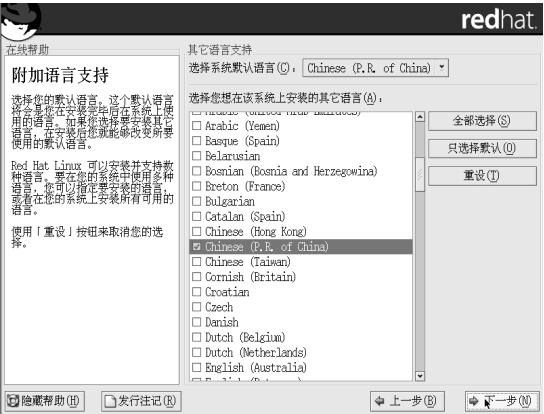 redhat.
在线帮助
附加语言支持
选择您的默认语言。这个默认语言
将会是您在安装完毕后在系统上使
用的语言。如果您选择要安装其它
语言，在安装后您就能够改变所要
使用的默认语言。
Red Hat Linux 可以安装并支持数
种语言。要在您的系统中使用多种
语言，您可以指定要安装的语言，
或者在您的系统上安装所有可用的
语言。
使用「重设」按钮来取消您的选
择。
其它语言支持
选择系统默认语言(C)： Chinese (P.R. of China)
选择您想在该系统上安装的其它语言(A)：
Arabic (United Arab Emirates)
Arabic (Yemen)
Basque (Spain)
Belarusian
Bosnian (Bosnia and Herzegowina)
Breton (France)
Bulgarian
Catalan (Spain)
Chinese (Hong Kong)
Chinese (P.R. of China)
Chinese (Taiwan)
Cornish (Britain)
Croatian
Czech
Danish
Dutch (Belgium)
Dutch (Netherlands)
English (Australia)
全部选择(S)
只选择默认(O)
重设(T)
隐藏帮助(H)
发行注记(R)
上一步(B)
下一步(N)